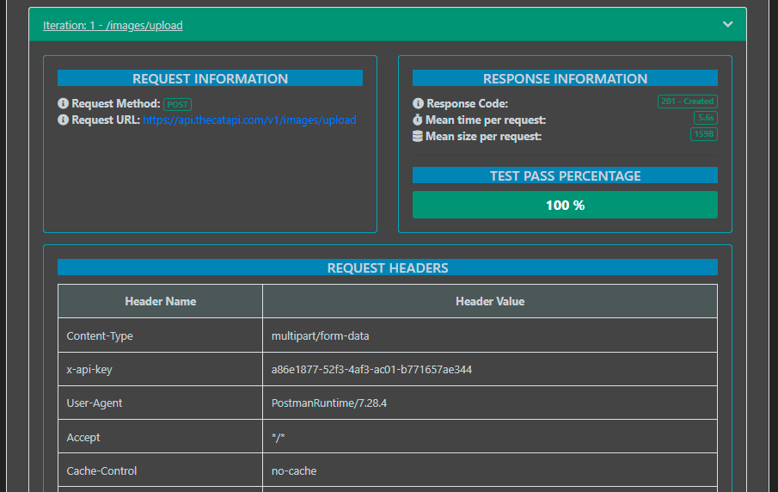 Iteration: 1 - /images/upload
REQUEST INFORMATION
Request Method: POST
Request URL: https://api.thecatapi.com/v1/images/upload
RESPONSE INFORMATION
Response Code: 201 - Created
Mean time per request: 5.6s
Mean size per request: 159B
TEST PASS PERCENTAGE
100 %
REQUEST HEADERS
Header Name Header Value
Content-Type multipart/form-data
x-api-key a86e1877-52f3-4af3-ac01-b771657ae344
User-Agent PostmanRuntime/7.28.4
Accept */*
Cache-Control no-cache